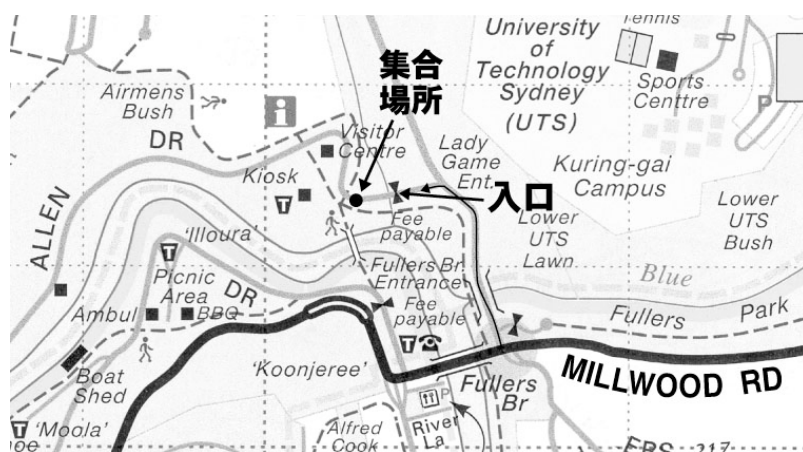 University
of
Technology
Sydney
(UTS)
Tennis
Sports
Centtre
P
Kuring-gai
Campus
集合
場所
Airmens
Bush
i
DR
Visitor
Centre
Lady
Game
Ent.
入口
Kiosk
T
Fee
payable
Lower
UTS
Lawn
Lower
UTS
Bush
ALLEN
'Illoura'
T
Picnic
Area
BBQ
DR
Fullers Br
Entrance
Fee
payable
Blue
Fullers
Park
Ambul
T
Boat
Shed
'Koonjeree'
Fullers
Br
MILLWOOD RD
T
'Moola'
P
River
La
Alfred
Cook
217